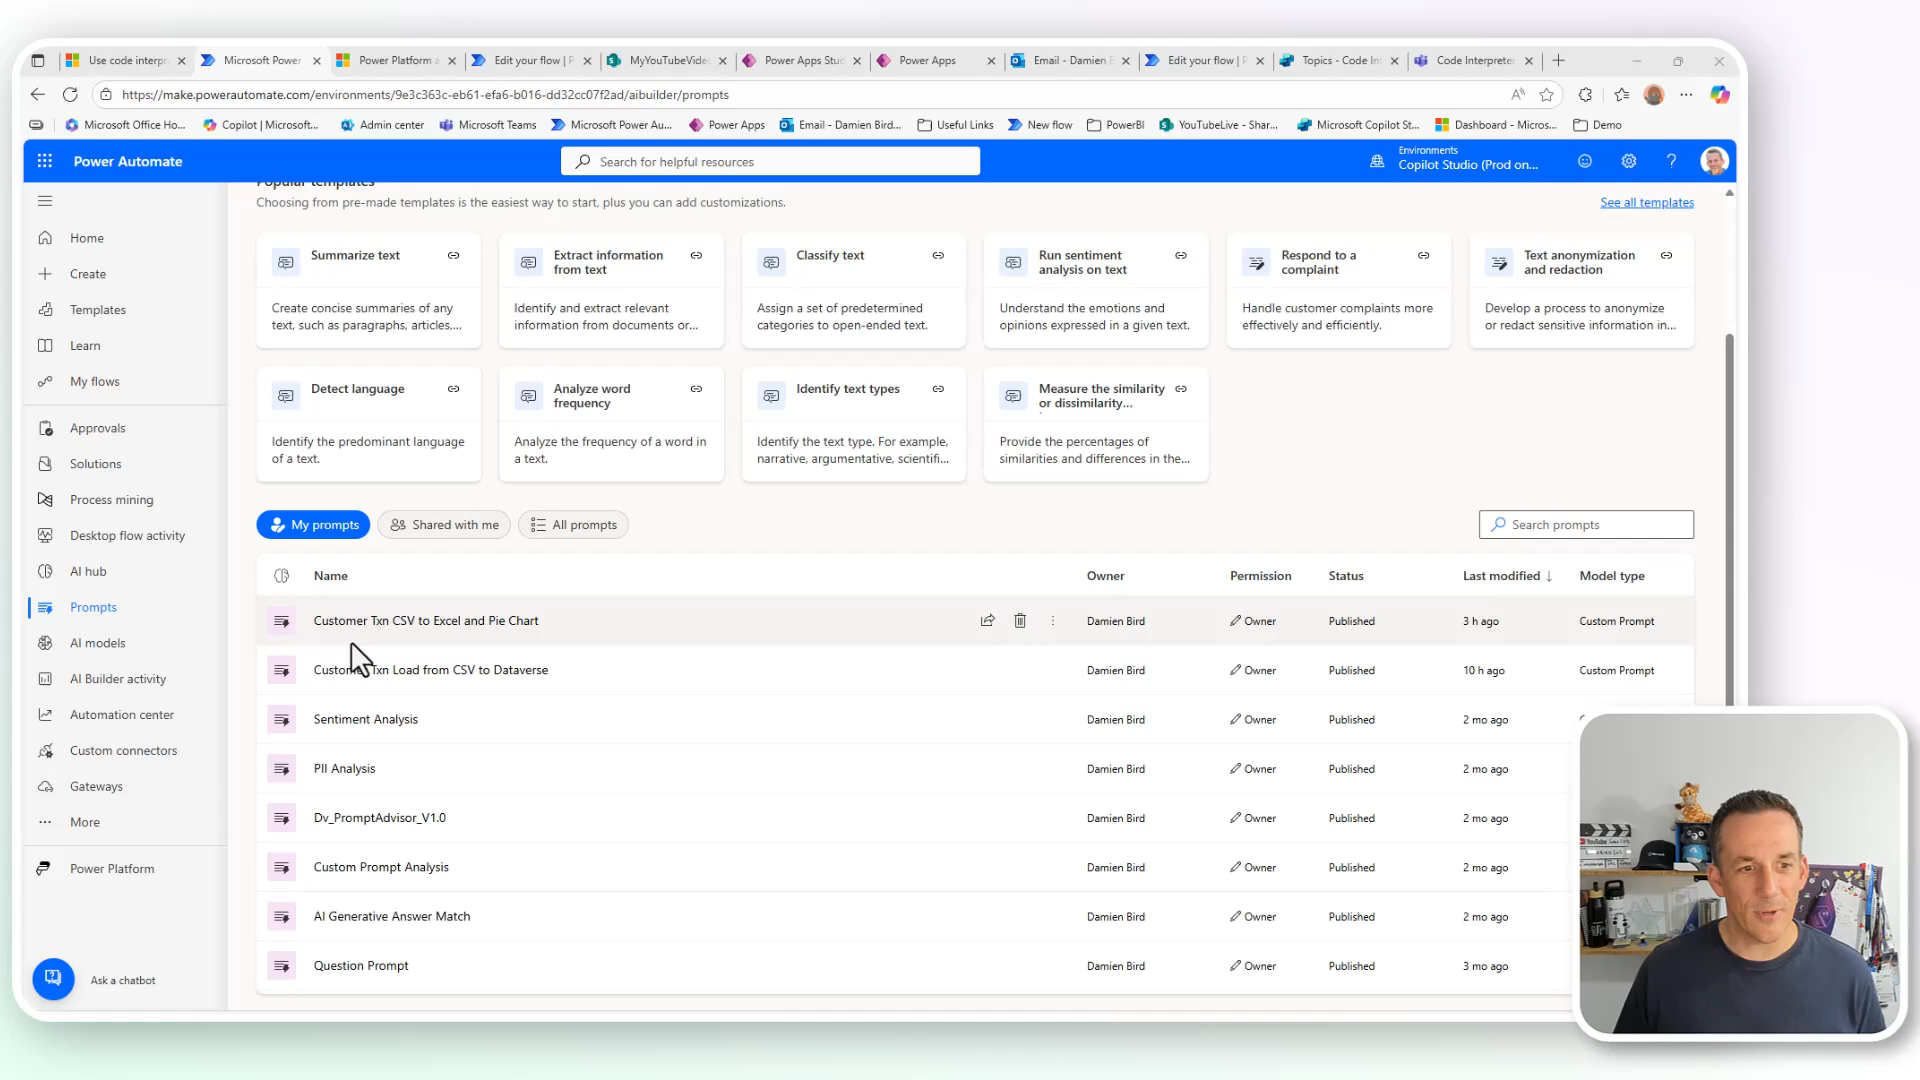 Use code interpr
Microsoft Power
Power Platform a
Edit your flow | P
MyYouTubeVide
Power Apps Stud
Power Apps
Email - Damien B
Edit your flow | P
Topics - Code Int
Code Interpreter
https://make.powerautomate.com/environments/9e3c363c-eb61-efa6-b016-dd32cc07f2ad/aibuilder/prompts
Microsoft Office Ho...
Copilot | Microsoft...
Admin center
Microsoft Teams
Microsoft Power Au...
Power Apps
Email - Damien Bird...
Useful Links
New flow
PowerBI
YouTubeLive - Shar...
Microsoft Copilot St...
Dashboard - Micros...
Demo
Power Automate
Search for helpful resources
Environments
Copilot Studio (Prod on...
Home
Create
Templates
Learn
My flows
Approvals
Solutions
Process mining
Desktop flow activity
AI hub
Prompts
AI models
AI Builder activity
Automation center
Custom connectors
Gateways
More
Power Platform
Ask a chatbot
Popular templates
Choosing from pre-made templates is the easiest way to start, plus you can add customizations.
See all templates
Summarize text
Create concise summaries of any
text, such as paragraphs, articles,...
Extract information
from text
Identify and extract relevant
information from documents or...
Classify text
Assign a set of predetermined
categories to open-ended text.
Run sentiment
analysis on text
Understand the emotions and
opinions expressed in a given text.
Respond to a
complaint
Handle customer complaints more
effectively and efficiently.
Text anonymization
and redaction
Develop a process to anonymize
or redact sensitive information in...
Detect language
Identify the predominant language
of a text.
Analyze word
frequency
Analyze the frequency of a word in
a text.
Identify text types
Identify the text type. For example,
narrative, argumentative, scientifi...
Measure the similarity
or dissimilarity...
Provide the percentages of
similarities and differences in the...
My prompts
Shared with me
All prompts
Search prompts
Name Owner Permission Status Last modified Model type
Customer Txn CSV to Excel and Pie Chart Damien Bird Owner Published 3 h ago Custom Prompt
Customer Txn Load from CSV to Dataverse Damien Bird Owner Published 10 h ago Custom Prompt
Sentiment Analysis Damien Bird Owner Published 2 mo ago
PII Analysis Damien Bird Owner Published 2 mo ago
Dv_PromptAdvisor_V1.0 Damien Bird Owner Published 2 mo ago
Custom Prompt Analysis Damien Bird Owner Published 2 mo ago
AI Generative Answer Match Damien Bird Owner Published 2 mo ago
Question Prompt Damien Bird Owner Published 3 mo ago